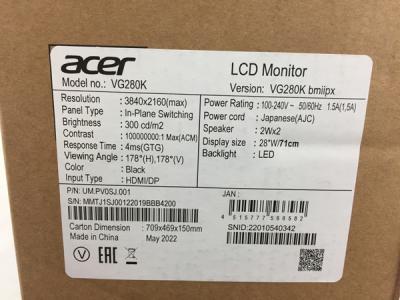 acer
LCD Monitor
Model no.: VG280K
Version: VG280K bmiipx
Resolution : 3840x2160(max)
Panel Type : In-Plane Switching
Brightness : 300 cd/m2
Contrast : 100000000:1 Max(ACM)
Response Time : 4ms(GTG)
Viewing Angle : 178°(H),178°(V)
Color : Black
Input Type : HDMI/DP
Power Rating : 100-240V~ 50/60Hz 1.5A(1,5A)
Power cord : Japanese(AJC)
Speaker : 2Wx2
Display size : 28"W/71cm
Backlight : LED
P/N: UM.PV0SJ.001
S/N: MMTJ1SJ00122019BBB4200
JAN :
4 515777 586582
SNID:22010540342
EAC
Carton Dimension : 709x469x150mm
Made in China May 2022